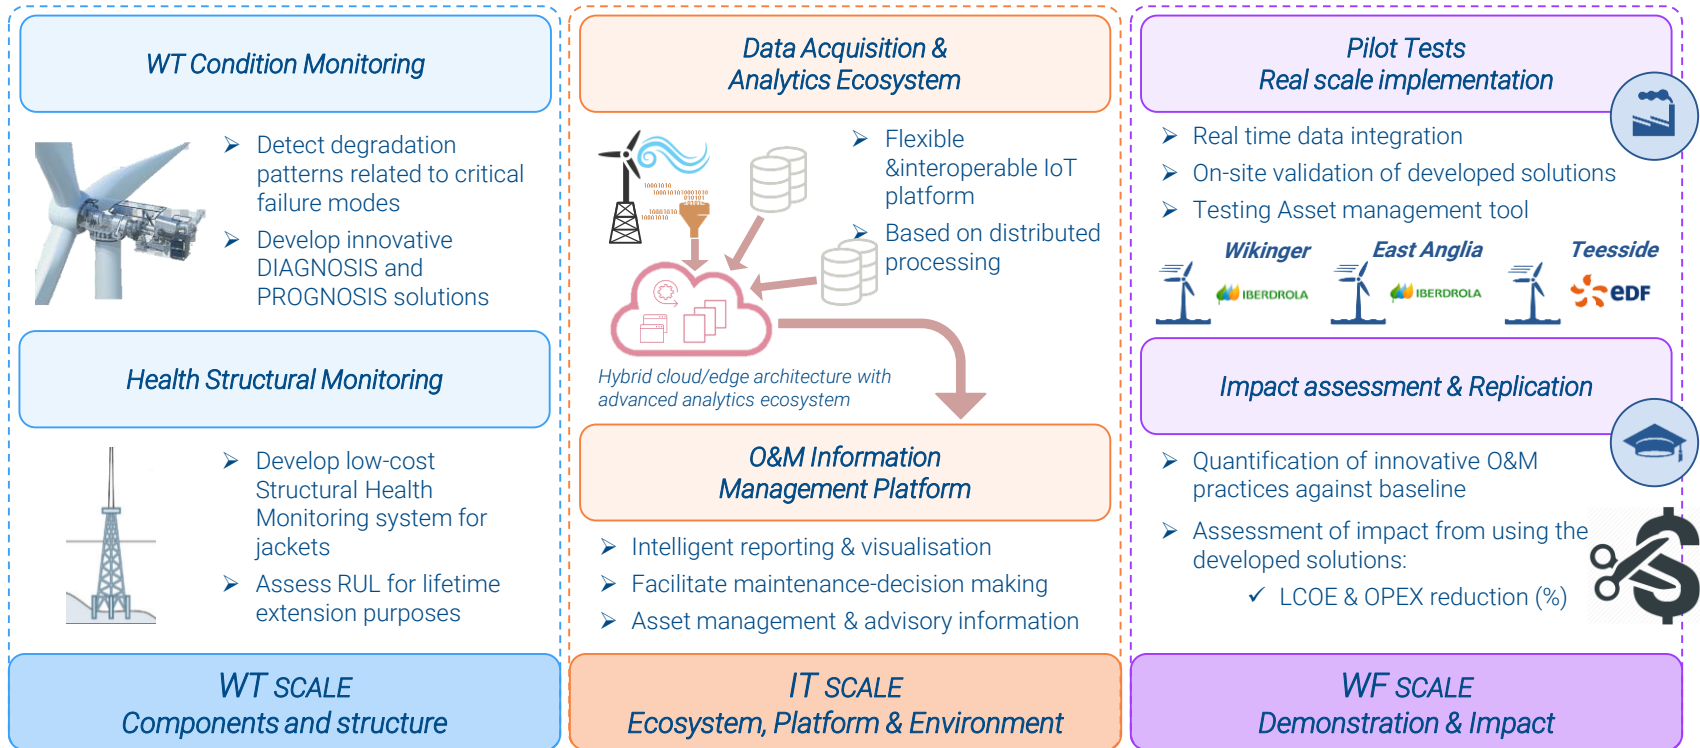 WT Condition Monitoring
Detect degradation
patterns related to critical
failure modes
Develop innovative
DIAGNOSIS and
PROGNOSIS solutions
Health Structural Monitoring
Develop low-cost
Structural Health
Monitoring system for
jackets
Assess RUL for lifetime
extension purposes
WT SCALE
Components and structure
Data Acquisition &
Analytics Ecosystem
Flexible
&interoperable IoT
platform
Based on distributed
processing
Hybrid cloud/edge architecture with
advanced analytics ecosystem
O&M Information
Management Platform
Intelligent reporting & visualisation
Facilitate maintenance-decision making
Asset management & advisory information
IT SCALE
Ecosystem, Platform & Environment
Pilot Tests
Real scale implementation
Real time data integration
On-site validation of developed solutions
Testing Asset management tool
Wikinger
IBERDROLA
East Anglia
IBERDROLA
Teesside
eDF
Impact assessment & Replication
Quantification of innovative O&M
practices against baseline
Assessment of impact from using the
developed solutions:
✓ LCOE & OPEX reduction (%)
WF SCALE
Demonstration & Impact